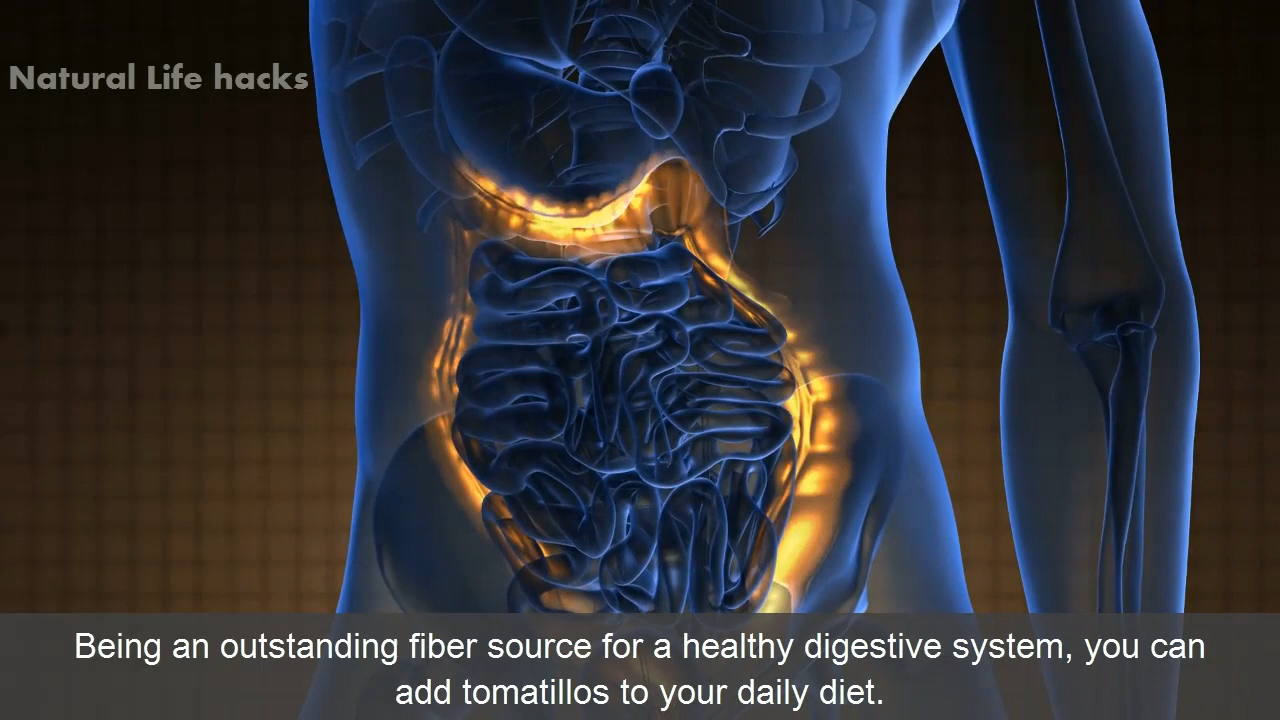 Natural Life hacks
Being an outstanding fiber source for a healthy digestive system, you can
add tomatillos to your daily diet.